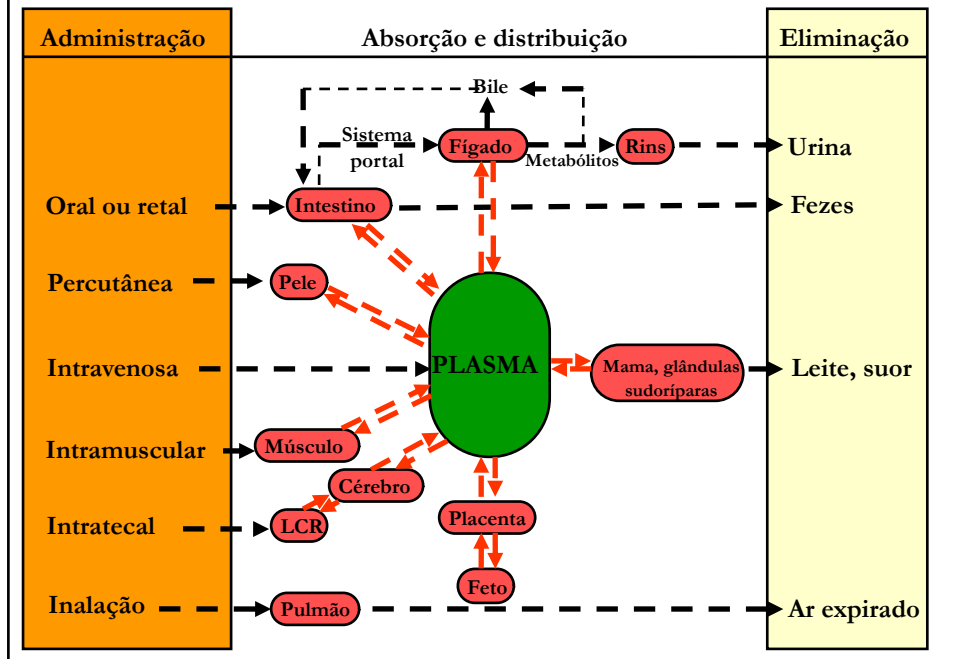 Administração
Absorção e distribuição
Eliminação
Bile
Sistema
portal
Fígado
Metabólitos
Rins
Urina
Oral ou retal
Intestino
Fezes
Percutânea
Pele
Intravenosa
PLASMA
Mama, glândulas
sudoríparas
Leite, suor
Intramuscular
Músculo
Cérebro
Intratecal
LCR
Placenta
Feto
Inalação
Pulmão
Ar expirado